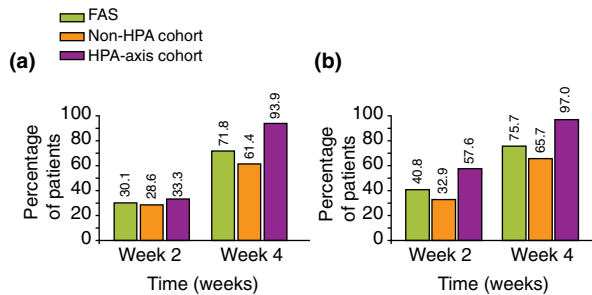 FAS
Non-HPA cohort
HPA-axis cohort
(a)
Percentage
of patients
100
80
60
40
20
0
30.1
28.6
33.3
71.8
61.4
93.9
Week 2
Week 4
Time (weeks)
(b)
Percentage
of patients
100
80
60
40
20
0
40.8
32.9
57.6
75.7
65.7
97.0
Week 2
Week 4
Time (weeks)